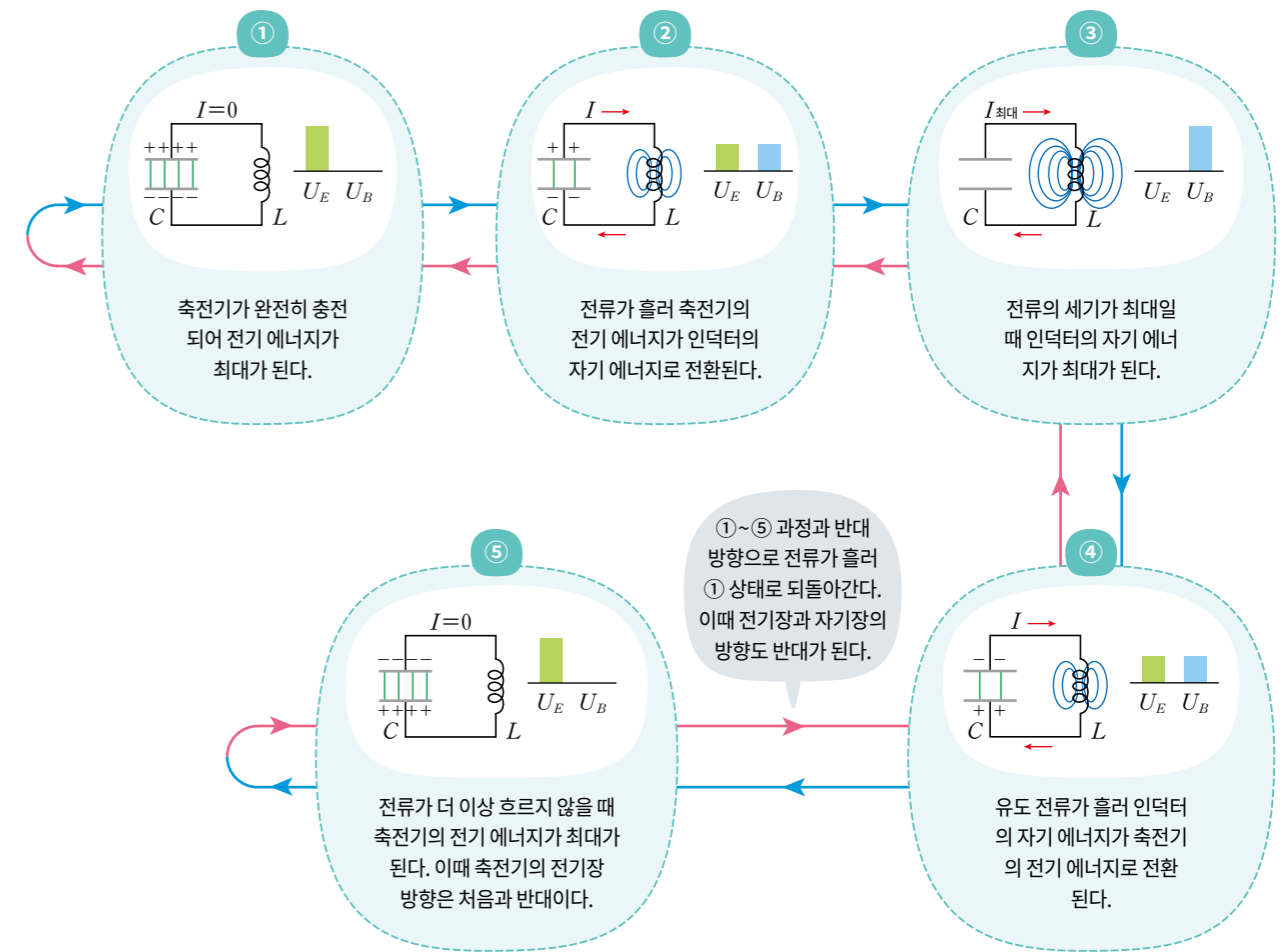 ①
I=0
++++
----
C
L
U_E U_B
축전기가 완전히 충전
되어 전기 에너지가
최대가 된다.
②
I
+ +
- -
C
L
U_E U_B
전류가 흘러 축전기의
전기 에너지가 인덕터의
자기 에너지로 전환된다.
③
I최대
C
L
U_E U_B
전류의 세기가 최대일
때 인덕터의 자기 에너
지가 최대가 된다.
④
I
- -
+ +
C
L
U_E U_B
유도 전류가 흘러 인덕터
의 자기 에너지가 축전기
의 전기 에너지로 전환
된다.
⑤
I=0
----
++++
C
L
U_E U_B
전류가 더 이상 흐르지 않을 때
축전기의 전기 에너지가 최대가
된다. 이때 축전기의 전기장
방향은 처음과 반대이다.
①~⑤ 과정과 반대
방향으로 전류가 흘러
① 상태로 되돌아간다.
이때 전기장과 자기장의
방향도 반대가 된다.